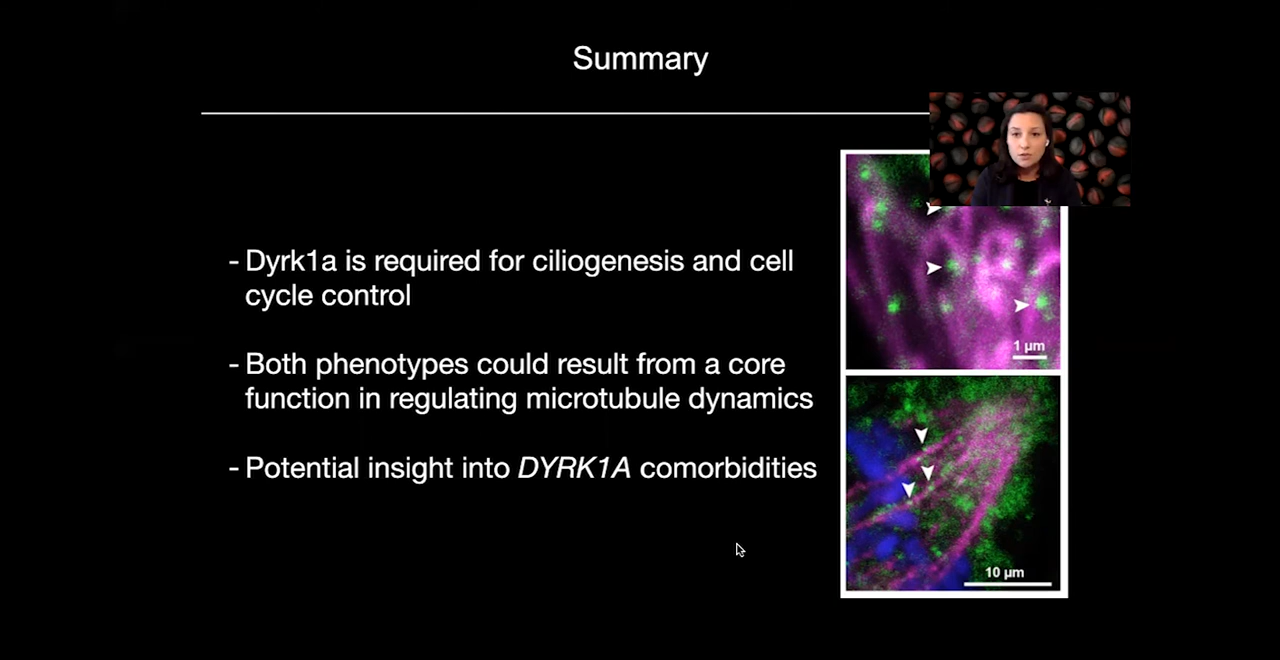 Summary
- Dyrk1a is required for ciliogenesis and cell
cycle control
- Both phenotypes could result from a core
function in regulating microtubule dynamics
- Potential insight into DYRK1A comorbidities
1 µm
10 µm